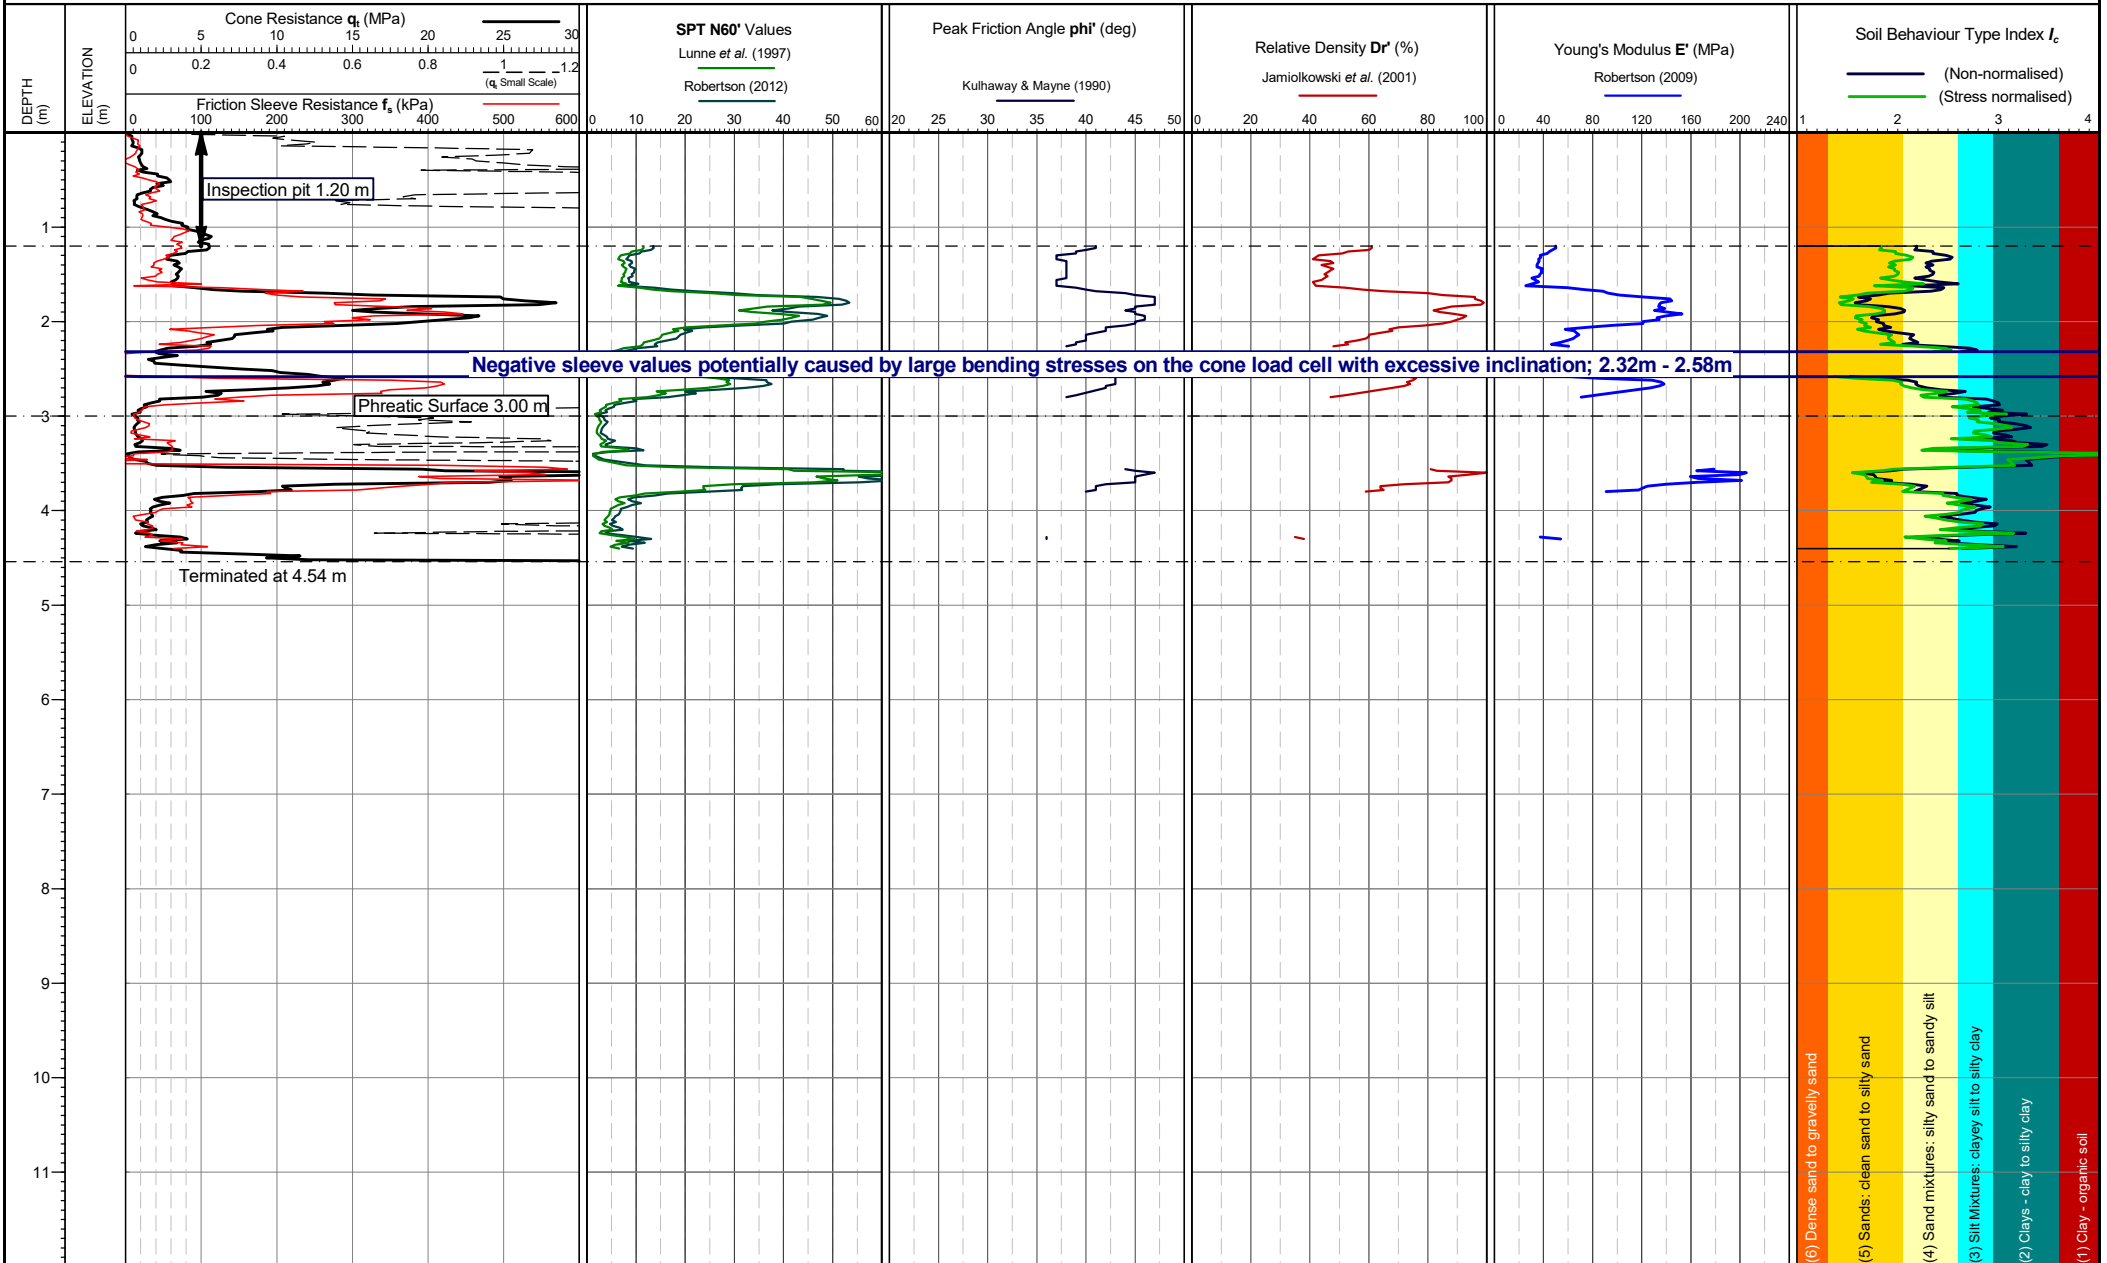 DEPTH (m)
ELEVATION (m)
Cone Resistance qt (MPa)
0 5 10 15 20 25 30
0 0.2 0.4 0.6 0.8 1 1.2
(qt Small Scale)
Friction Sleeve Resistance fs (kPa)
0 100 200 300 400 500 600
SPT N60' Values
Lunne et al. (1997)
Robertson (2012)
0 10 20 30 40 50 60
Peak Friction Angle phi' (deg)
Kulhaway & Mayne (1990)
20 25 30 35 40 45 50
Relative Density Dr' (%)
Jamiolkowski et al. (2001)
0 20 40 60 80 100
Young's Modulus E' (MPa)
Robertson (2009)
0 40 80 120 160 200 240
Soil Behaviour Type Index Ic
(Non-normalised)
(Stress normalised)
1 2 3 4
Inspection pit 1.20 m
1
2
Negative sleeve values potentially caused by large bending stresses on the cone load cell with excessive inclination; 2.32m - 2.58m
Phreatic Surface 3.00 m
3
4
Terminated at 4.54 m
5
6
7
8
9
10
11
(6) Dense sand to gravelly sand
(5) Sands: clean sand to silty sand
(4) Sand mixtures: silty sand to sandy silt
(3) Silt Mixtures: clayey silt to silty clay
(2) Clays - clay to silty clay
(1) Clay - organic soil